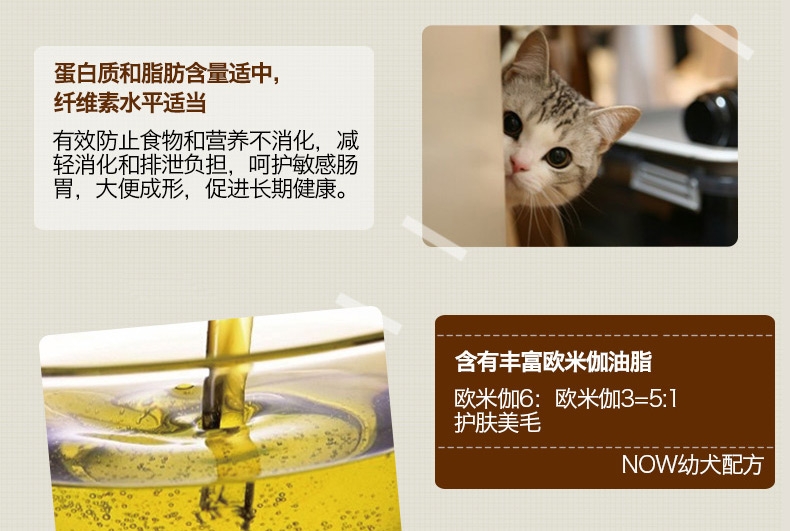 蛋白质和脂肪含量适中，
纤维素水平适当
有效防止食物和营养不消化，减
轻消化和排泄负担，呵护敏感肠
胃，大便成形，促进长期健康。
含有丰富欧米伽油脂
欧米伽6：欧米伽3=5:1
护肤美毛
NOW幼犬配方